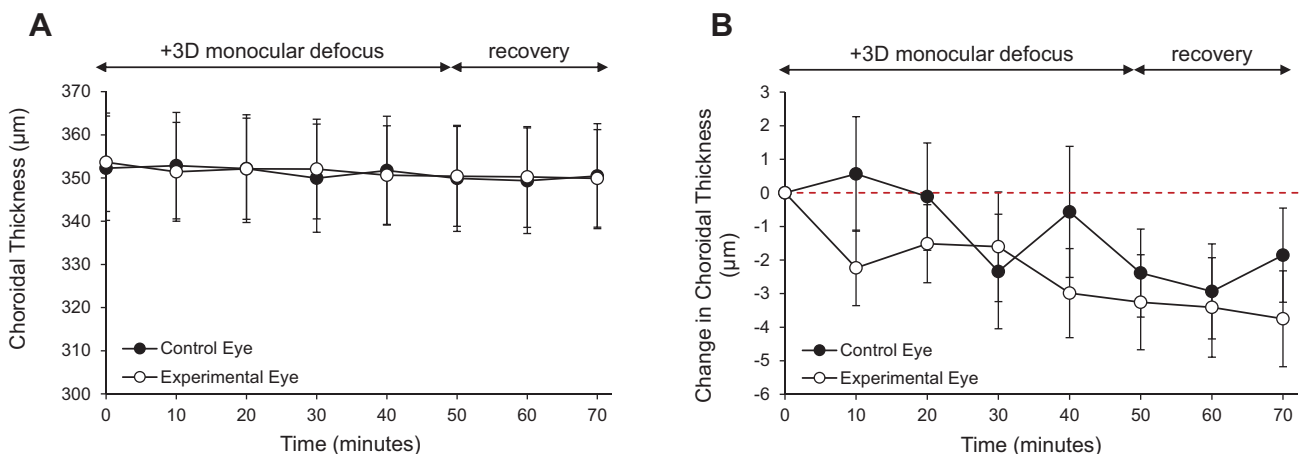 A
+3D monocular defocus recovery
Choroidal Thickness (µm)
370
360
350
340
330
320
310
300
Control Eye
Experimental Eye
0 10 20 30 40 50 60 70
Time (minutes)
B
+3D monocular defocus recovery
Change in Choroidal Thickness
(µm)
3
2
1
0
-1
-2
-3
-4
-5
-6
Control Eye
Experimental Eye
0 10 20 30 40 50 60 70
Time (minutes)